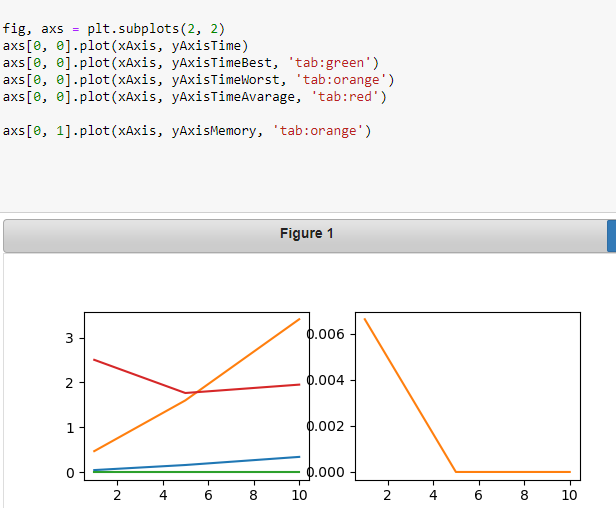 fig, axs = plt.subplots(2, 2)
axs[0, 0].plot(xAxis, yAxisTime)
axs[0, 0].plot(xAxis, yAxisTimeBest, 'tab:green')
axs[0, 0].plot(xAxis, yAxisTimeWorst, 'tab:orange')
axs[0, 0].plot(xAxis, yAxisTimeAvarage, 'tab:red')
axs[0, 1].plot(xAxis, yAxisMemory, 'tab:orange')
Figure 1
3
2
1
0
2 4 6 8 10
0.006
0.004
0.002
0.000
2 4 6 8 10